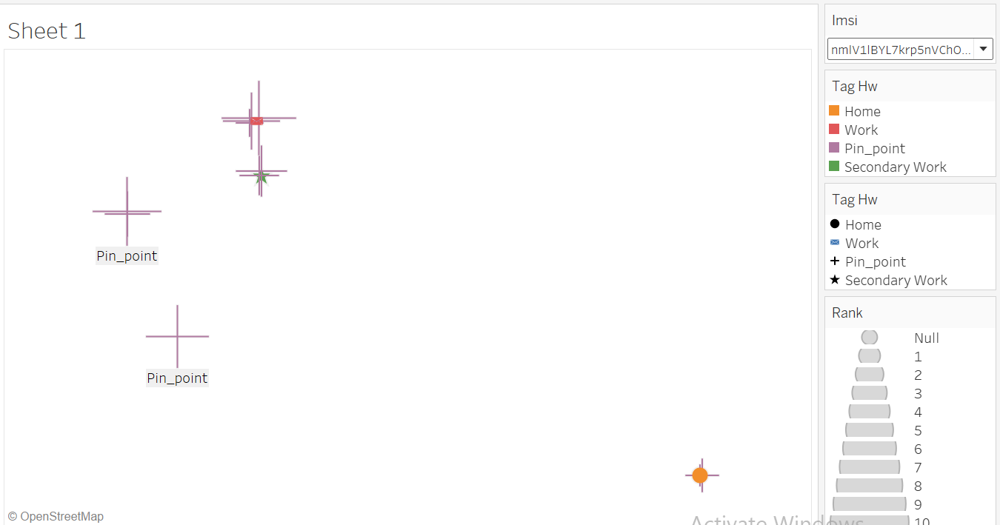 Sheet 1
Pin_point
Pin_point
© OpenStreetMap
Activate Windows
Imsi
Tag Hw
Home
Work
Pin_point
Secondary Work
Tag Hw
Home
Work
Pin_point
Secondary Work
Rank
Null
1
2
3
4
5
6
7
8
9
10